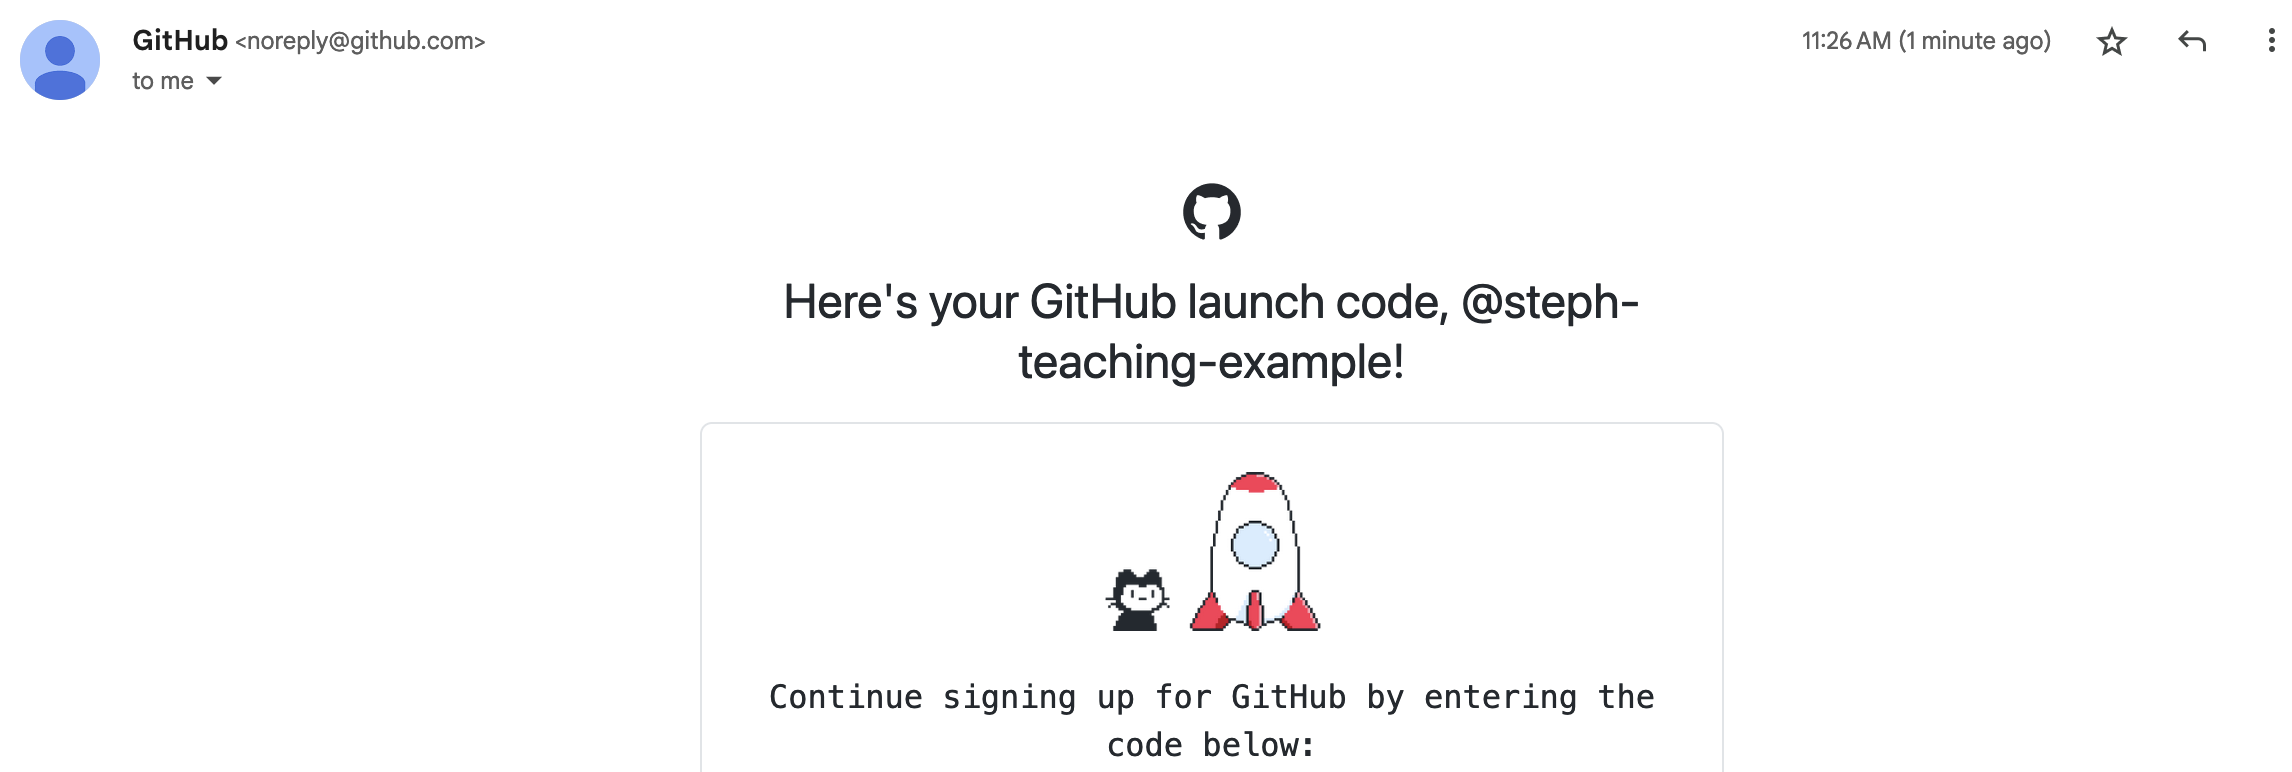 GitHub <noreply@github.com>
11:26 AM (1 minute ago)
to me
Here's your GitHub launch code, @steph-
teaching-example!
Continue signing up for GitHub by entering the
code below: